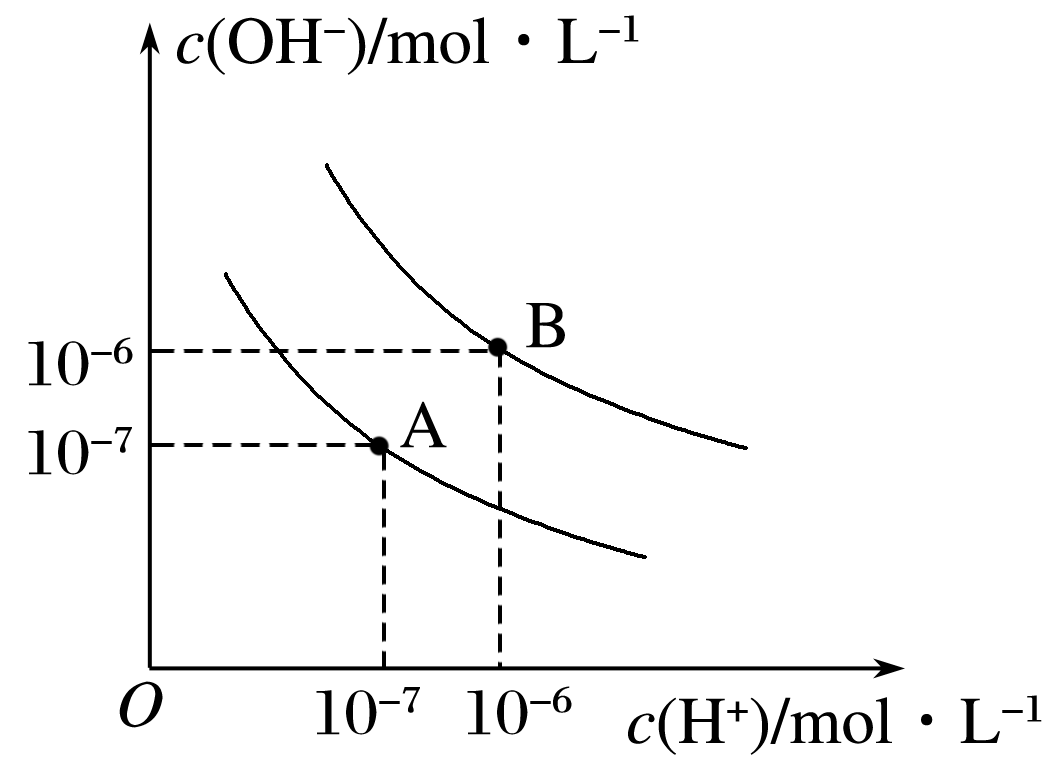 c(OH⁻)/mol・L⁻¹
B
10⁻⁶
A
10⁻⁷
O 10⁻⁷ 10⁻⁶ c(H⁺)/mol・L⁻¹